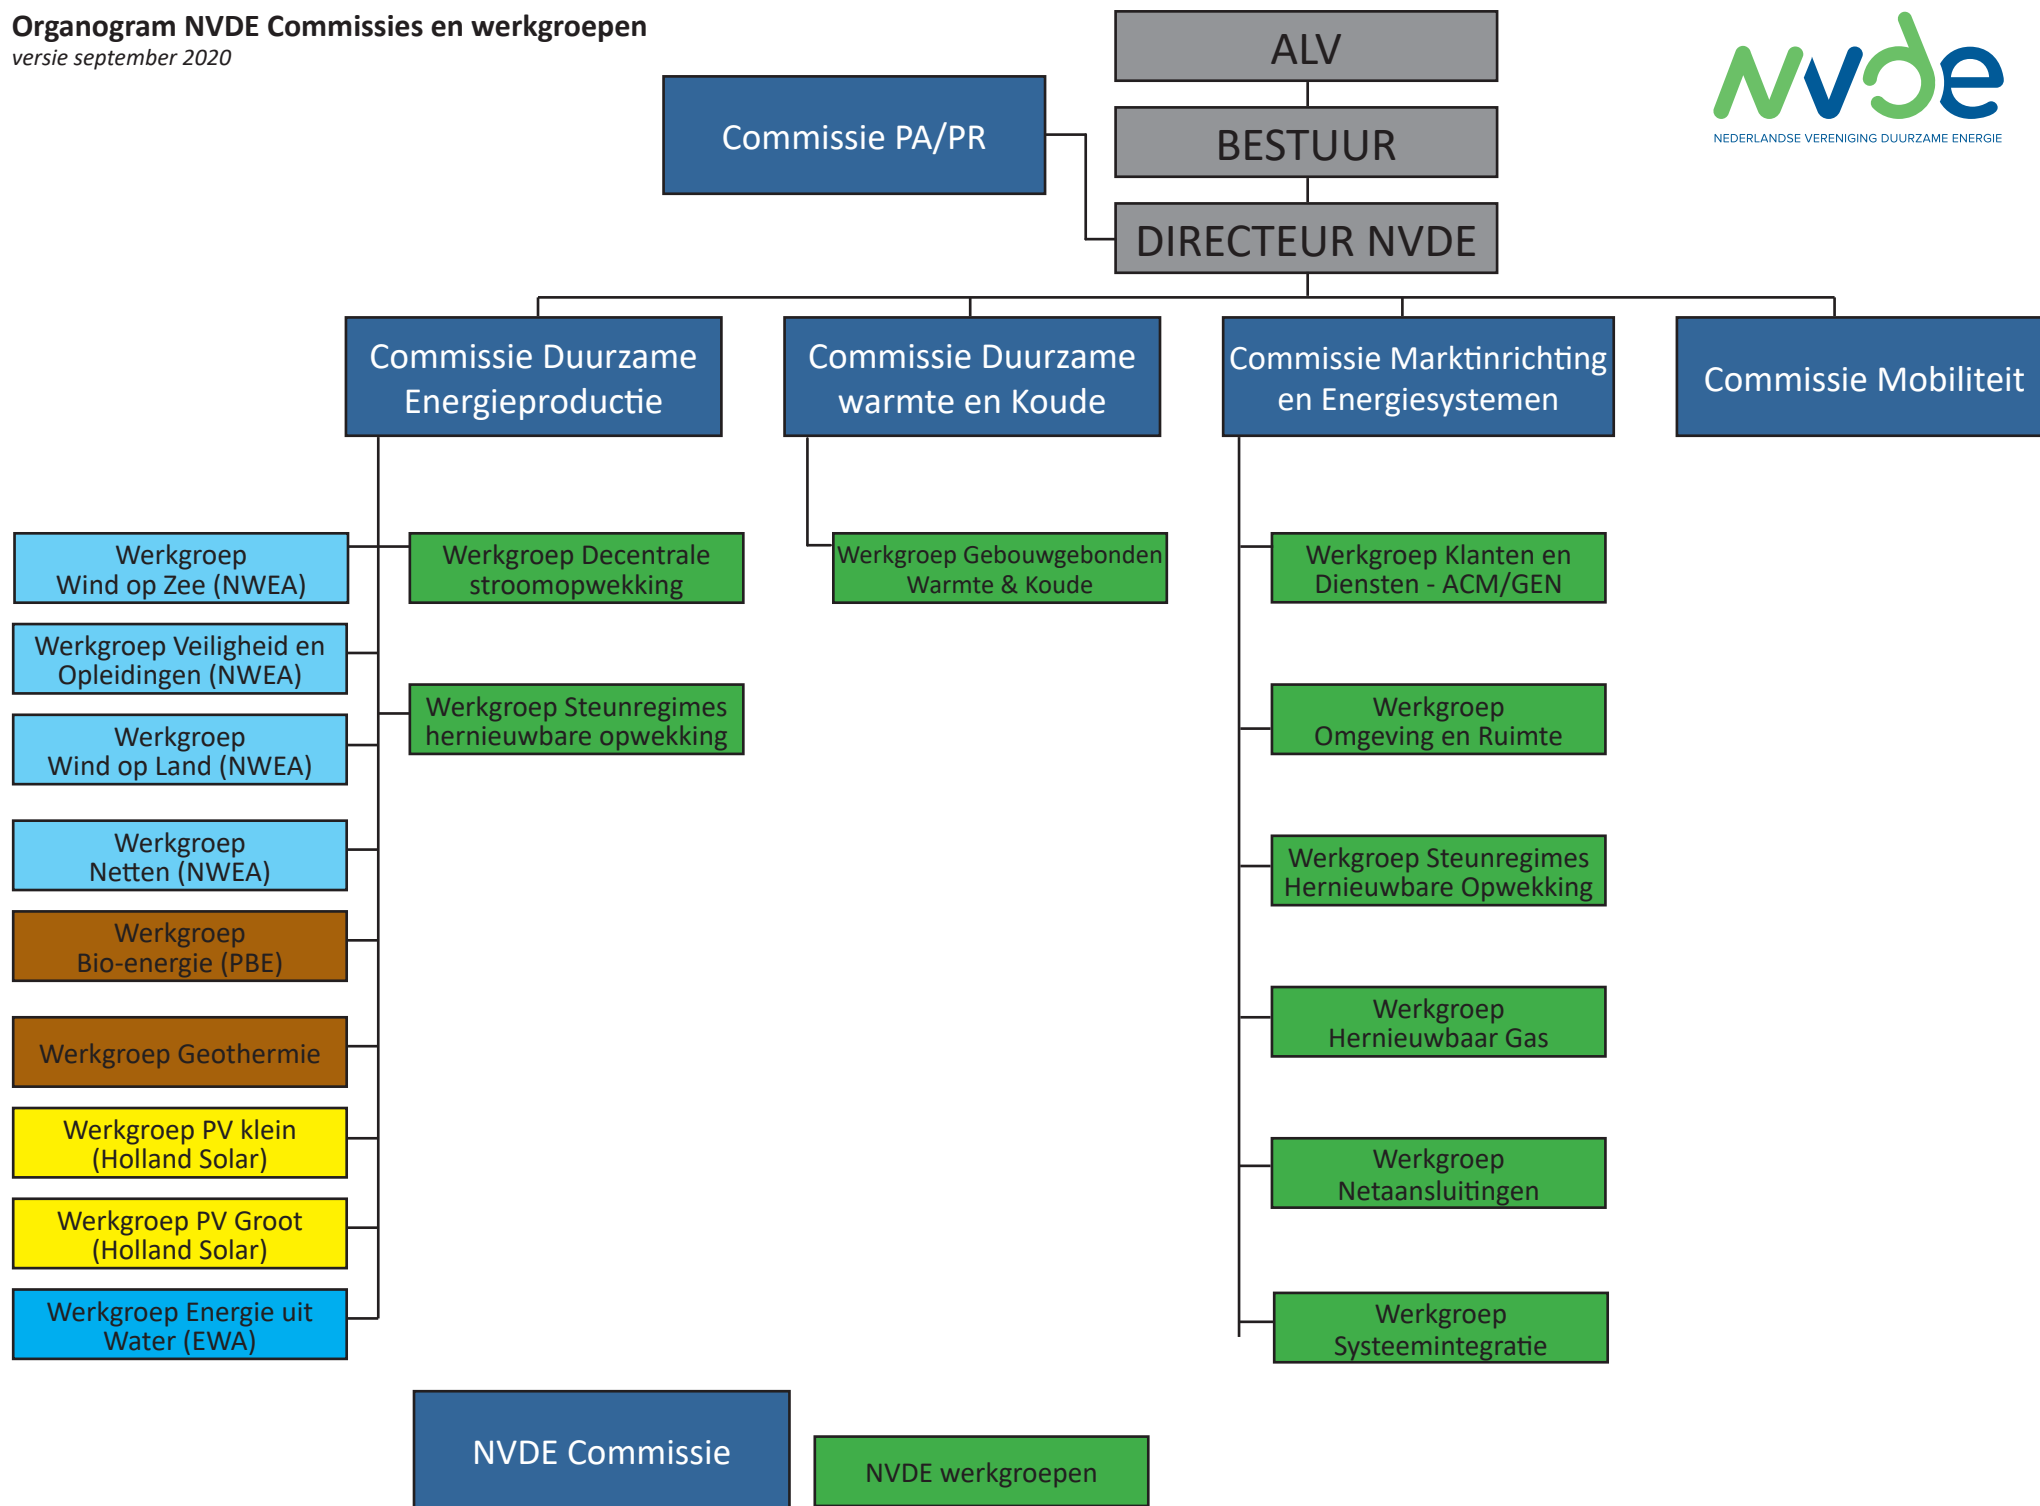 Organogram NVDE Commissies en werkgroepen
versie september 2020
nvde
NEDERLANDSE VERENIGING DUURZAME ENERGIE
ALV
Commissie PA/PR
BESTUUR
DIRECTEUR NVDE
Commissie Duurzame
Energieproductie
Commissie Duurzame
warmte en Koude
Commissie Marktinrichting
en Energiesystemen
Commissie Mobiliteit
Werkgroep
Wind op Zee (NWEA)
Werkgroep Veiligheid en
Opleidingen (NWEA)
Werkgroep
Wind op Land (NWEA)
Werkgroep
Netten (NWEA)
Werkgroep
Bio-energie (PBE)
Werkgroep Geothermie
Werkgroep PV klein
(Holland Solar)
Werkgroep PV Groot
(Holland Solar)
Werkgroep Energie uit
Water (EWA)
Werkgroep Decentrale
stroomopwekking
Werkgroep Steunregimes
hernieuwbare opwekking
Werkgroep Gebouwgebonden
Warmte & Koude
Werkgroep Klanten en
Diensten - ACM/GEN
Werkgroep
Omgeving en Ruimte
Werkgroep Steunregimes
Hernieuwbare Opwekking
Werkgroep
Hernieuwbaar Gas
Werkgroep
Netaansluitingen
Werkgroep
Systeemintegratie
NVDE Commissie
NVDE werkgroepen